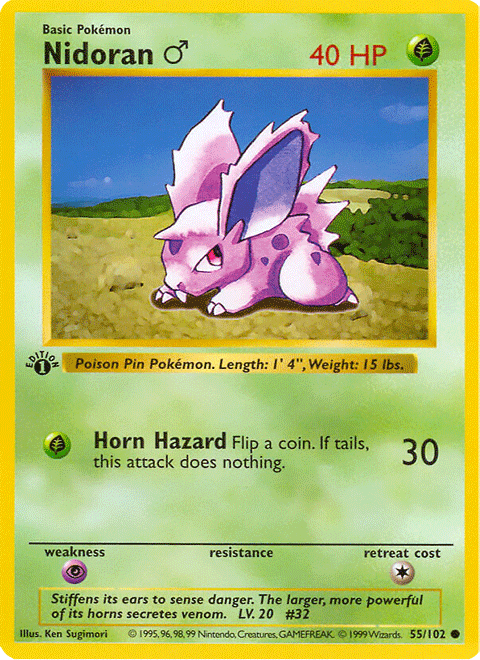 Basic Pokémon
Nidoran ♂ 40 HP
EDITION 1
Poison Pin Pokémon. Length: 1' 4", Weight: 15 lbs.
Horn Hazard Flip a coin. If tails, 30
this attack does nothing.
weakness resistance retreat cost
Stiffens its ears to sense danger. The larger, more powerful
of its horns secretes venom. LV. 20 #32
Illus. Ken Sugimori © 1995, 96, 98, 99 Nintendo, Creatures, GAMEFREAK. © 1999 Wizards. 55/102 ●